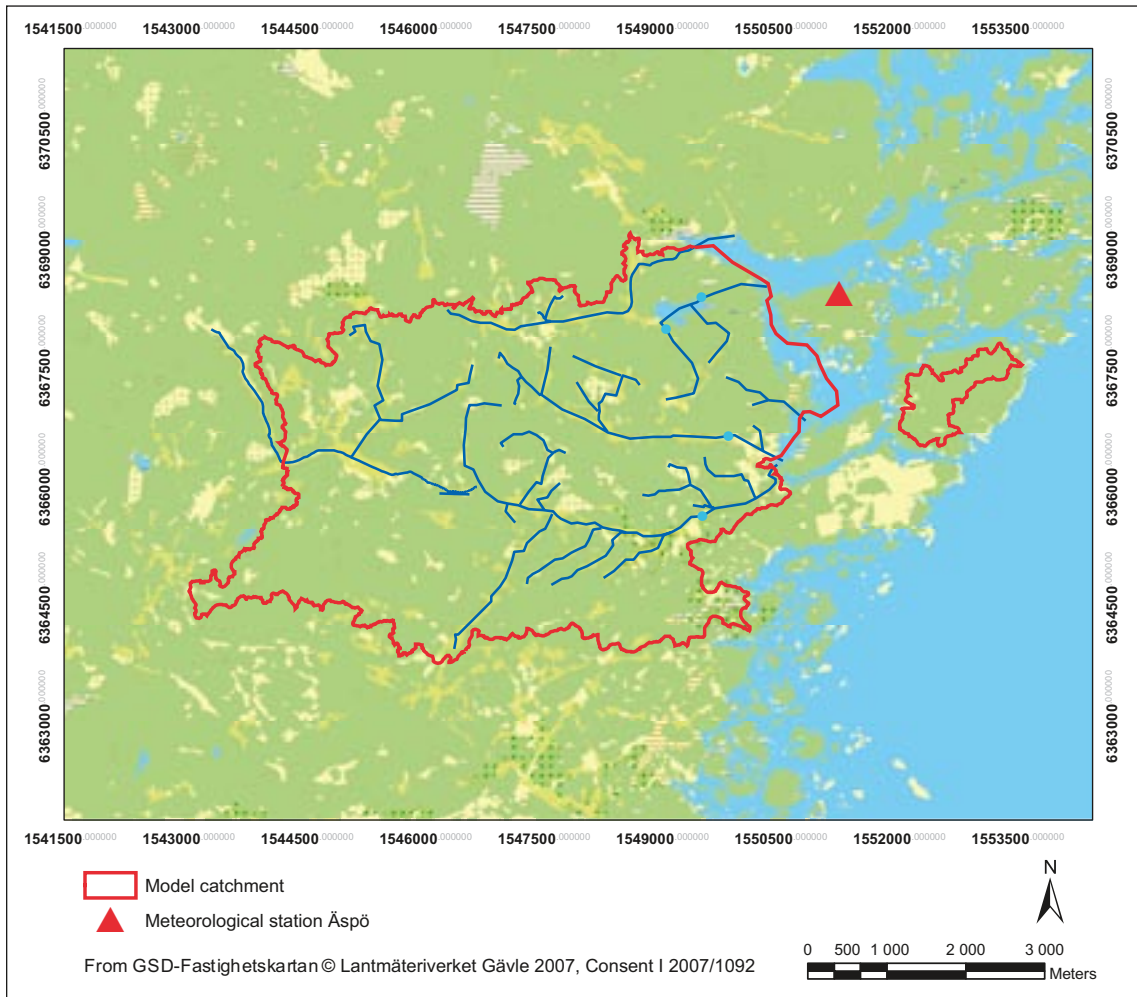 1541500.000000 1543000.000000 1544500.000000 1546000.000000 1547500.000000 1549000.000000 1550500.000000 1552000.000000 1553500.000000
6370500.000000
6369000.000000
6367500.000000
6366000.000000
6364500.000000
6363000.000000
6370500.000000
6369000.000000
6367500.000000
6366000.000000
6364500.000000
6363000.000000
1541500.000000 1543000.000000 1544500.000000 1546000.000000 1547500.000000 1549000.000000 1550500.000000 1552000.000000 1553500.000000
Model catchment
Meteorological station Äspö
From GSD-Fastighetskartan © Lantmäteriverket Gävle 2007, Consent I 2007/1092
N
0 500 1 000 2 000 3 000
Meters